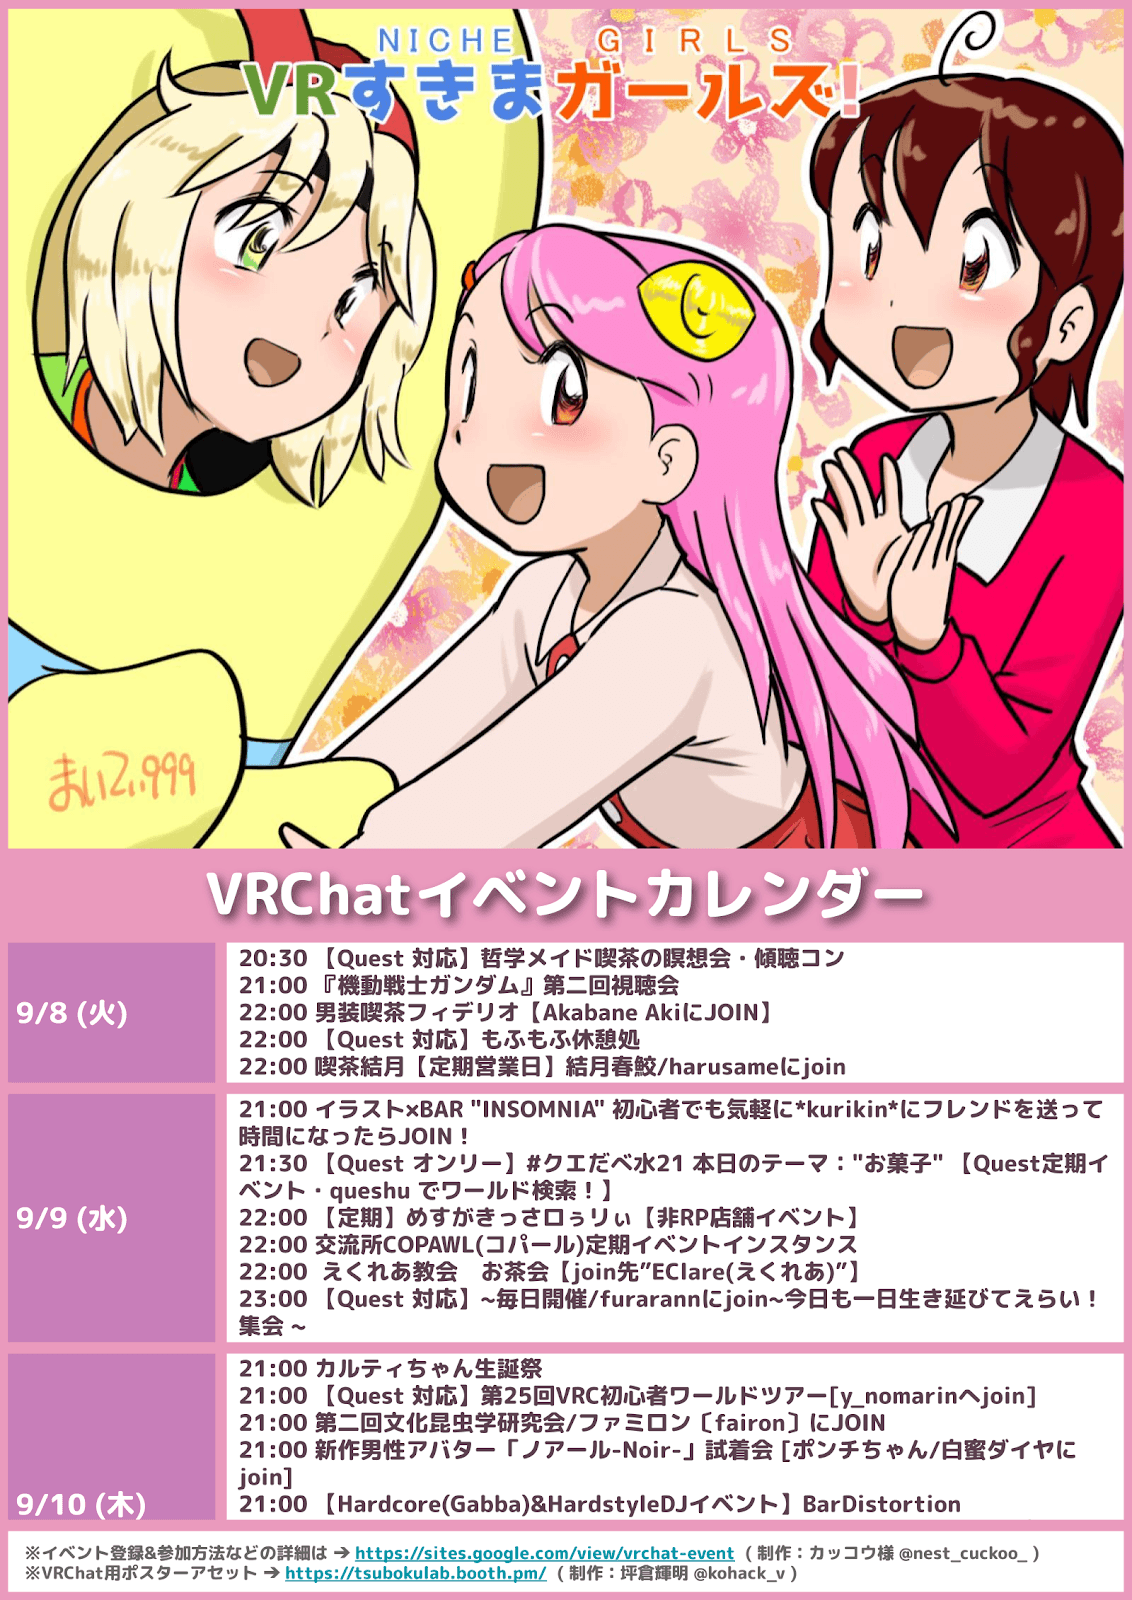 NICHE GIRLS
VRすきまガールズ!
まいてい999
VRChatイベントカレンダー
9/8 (火)
20:30 【Quest 対応】哲学メイド喫茶の瞑想会・傾聴コン
21:00 『機動戦士ガンダム』第二回視聴会
22:00 男装喫茶フィデリオ【Akabane AkiにJOIN】
22:00 【Quest 対応】もふもふ休憩処
22:00 喫茶結月【定期営業日】結月春鮫/harusameにjoin
9/9 (水)
21:00 イラスト×BAR "INSOMNIA" 初心者でも気軽に*kurikin*にフレンドを送って
時間になったらJOIN！
21:30 【Quest オンリー】#クエだべ水21 本日のテーマ："お菓子" 【Quest定期イ
ベント・queshu でワールド検索！】
22:00 【定期】めすがきっさロぅリぃ【非RP店舗イベント】
22:00 交流所COPAWL(コパール)定期イベントインスタンス
22:00  えくれあ教会　お茶会【join先”EClare(えくれあ)”】
23:00 【Quest 対応】~毎日開催/furarannにjoin~今日も一日生き延びてえらい！
集会 ~
9/10 (木)
21:00 カルティちゃん生誕祭
21:00 【Quest 対応】第25回VRC初心者ワールドツアー[y_nomarinへjoin]
21:00 第二回文化昆虫学研究会/ファミロン〔fairon〕にJOIN
21:00 新作男性アバター「ノアール-Noir-」試着会 [ポンチちゃん/白蜜ダイヤに
join]
21:00 【Hardcore(Gabba)&HardstyleDJイベント】BarDistortion
※イベント登録&参加方法などの詳細は → https://sites.google.com/view/vrchat-event （制作：カッコウ様 @nest_cuckoo_ ）
※VRChat用ポスターアセット → https://tsubokulab.booth.pm/ （制作：坪倉輝明 @kohack_v ）